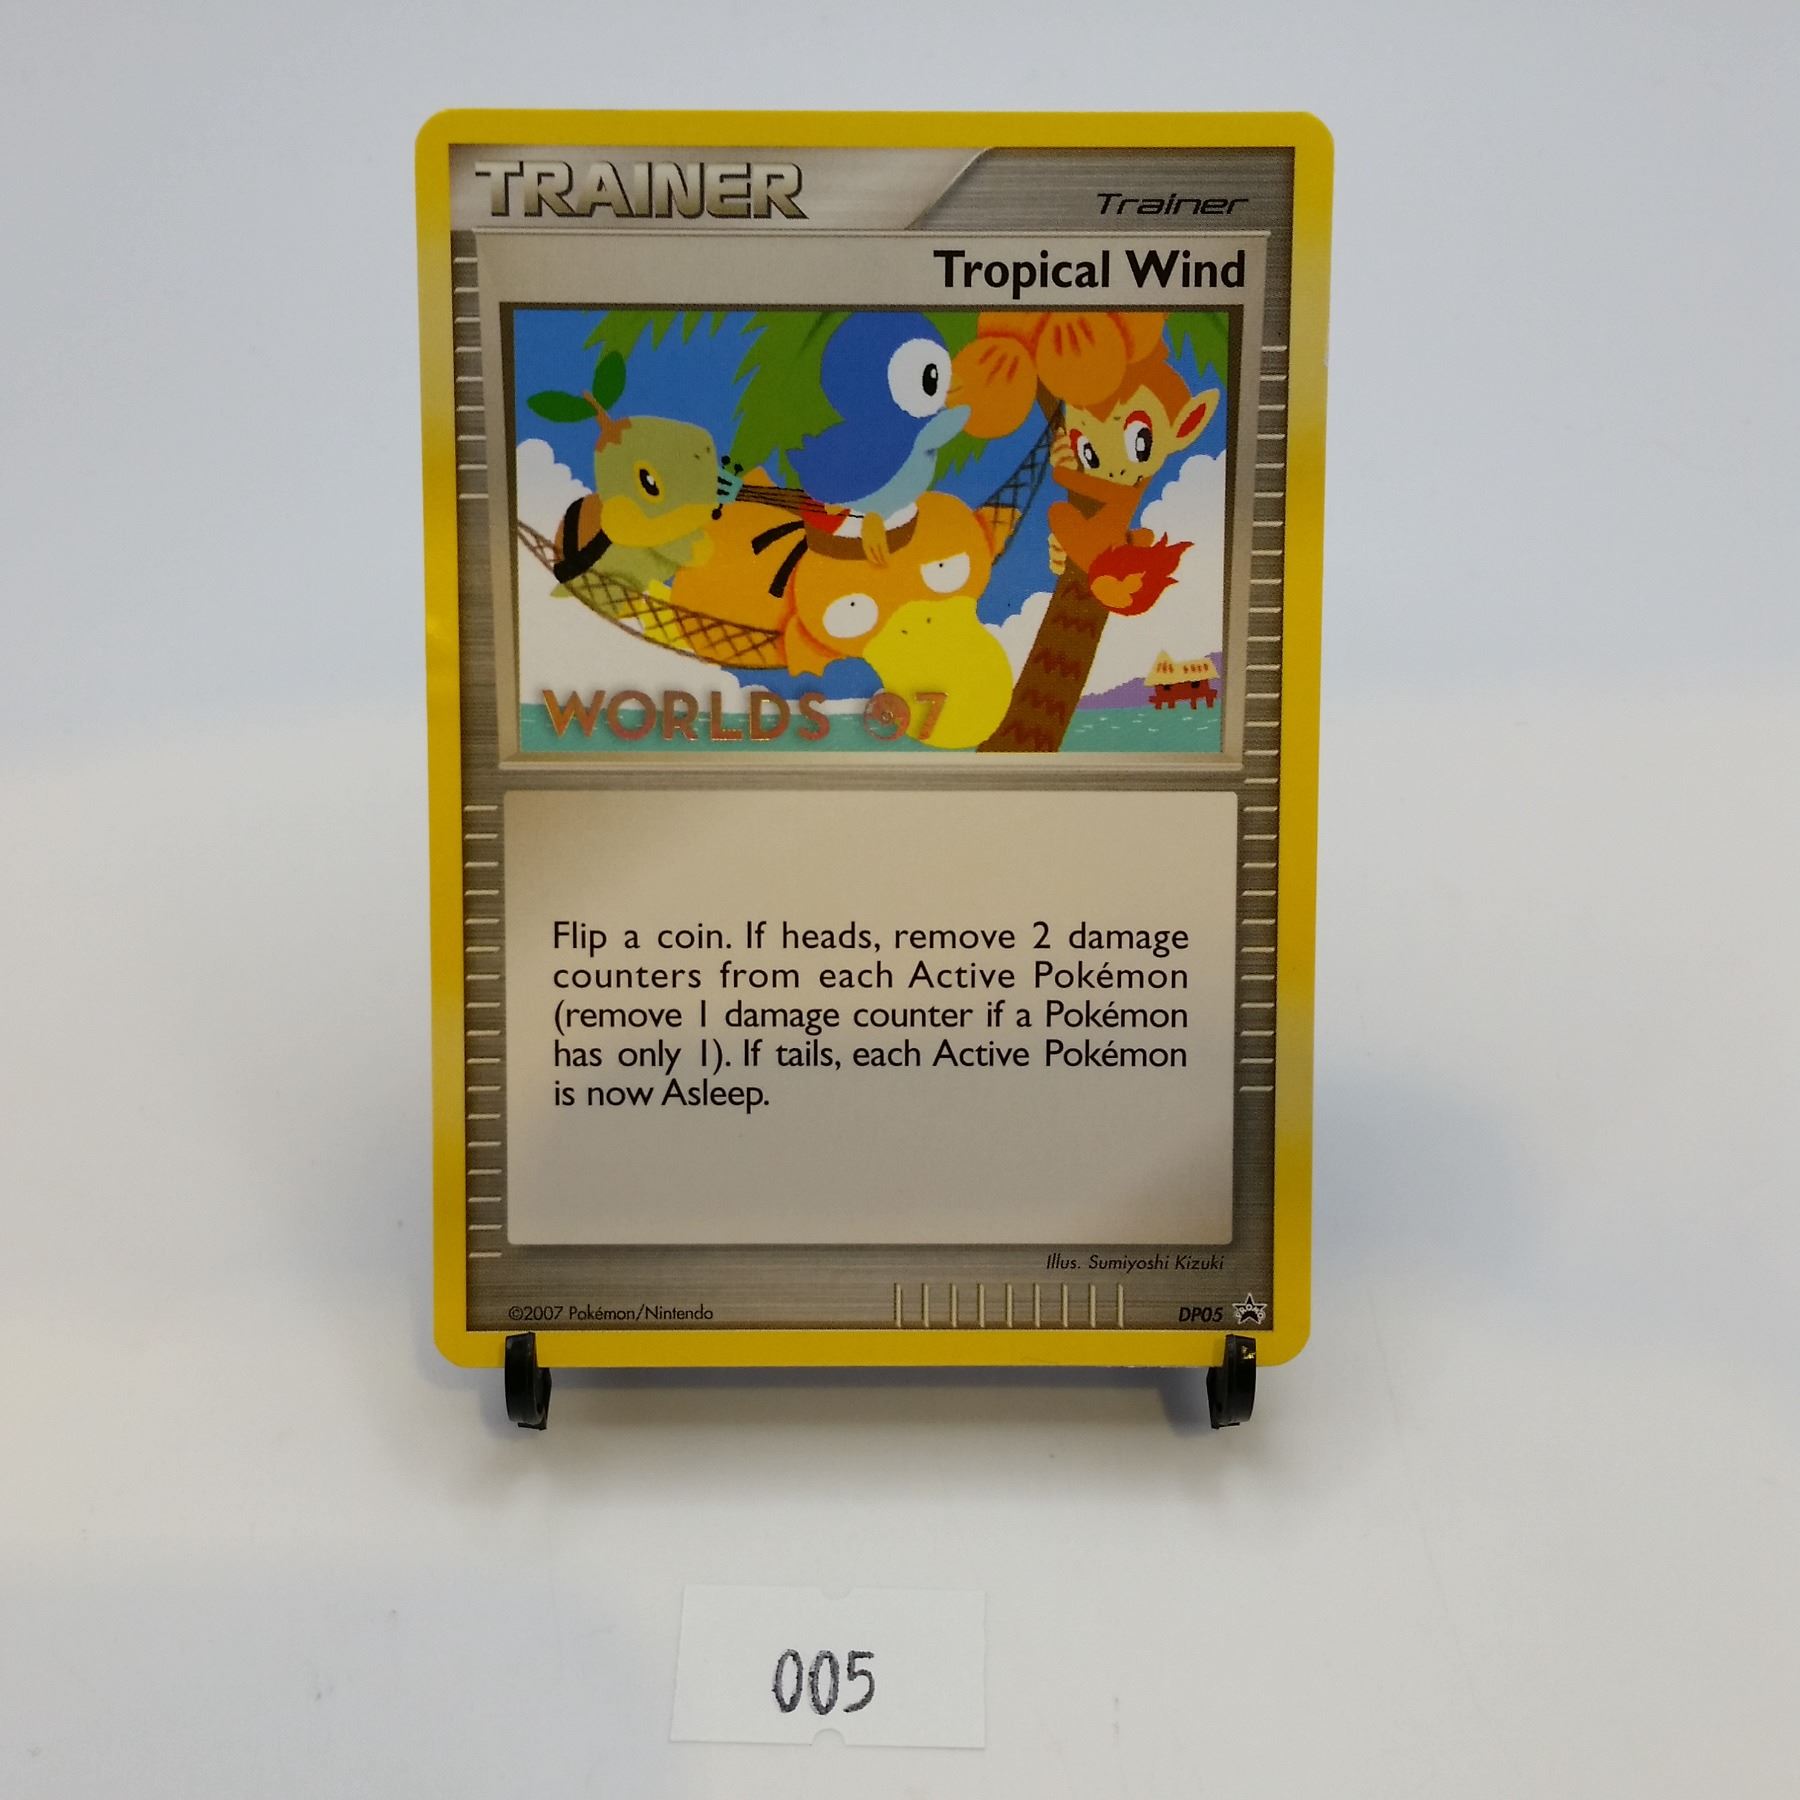 TRAINER
Trainer
Tropical Wind
WORLDS 07
Flip a coin. If heads, remove 2 damage
counters from each Active Pokémon
(remove 1 damage counter if a Pokémon
has only 1). If tails, each Active Pokémon
is now Asleep.
Illus. Sumiyoshi Kizuki
©2007 Pokémon/Nintendo
DP05
PROMO
005